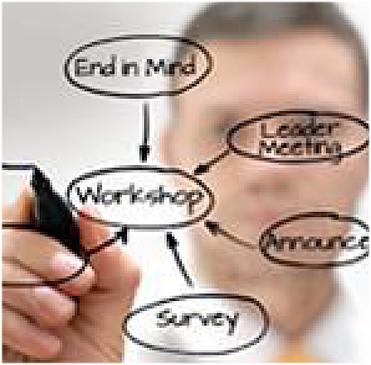 End in Mind
Leader
Meeting
Workshop
Announce
Survey